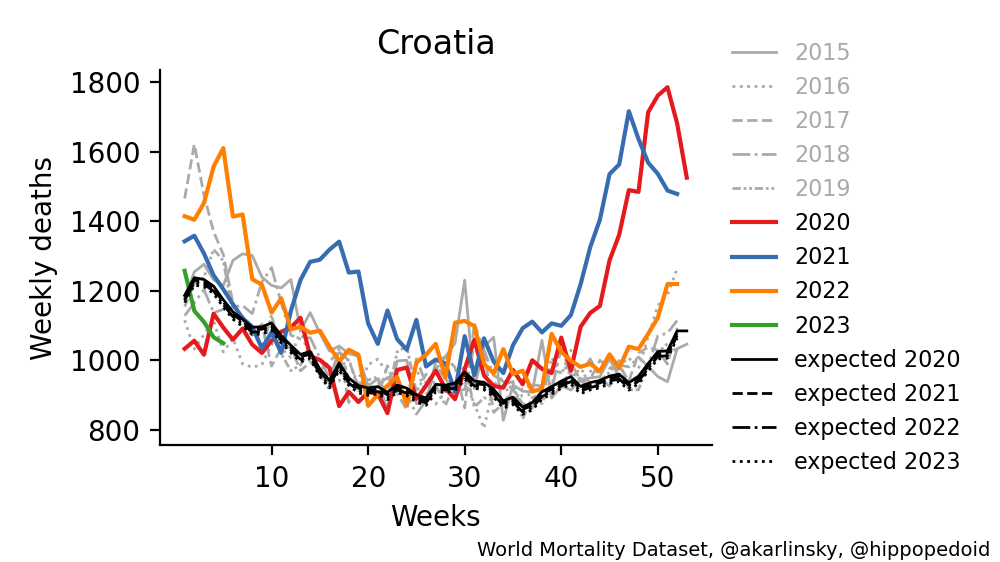 Croatia
Weekly deaths
1800
1600
1400
1200
1000
800
10
20
30
40
50
Weeks
2015
2016
2017
2018
2019
2020
2021
2022
2023
expected 2020
expected 2021
expected 2022
expected 2023
World Mortality Dataset, @akarlinsky, @hippopedoid